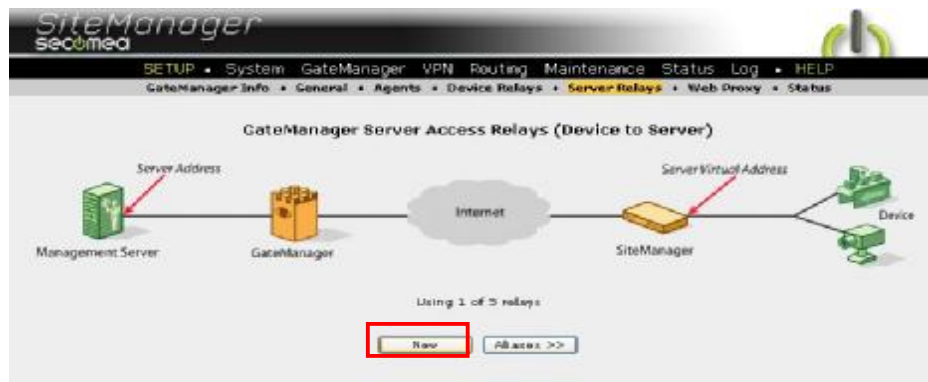 SiteManager
secomea
SETUP • System GateManager VPN Routing Maintenance Status Log • HELP
GateManager Info • General • Agents • Device Relays • Server Relays • Web Proxy • Status
GateManager Server Access Relays (Device to Server)
Server Address
Server Virtual Address
Internet
Device
Management Server
GateManager
SiteManager
Using 1 of 5 relays
New
Aliases >>